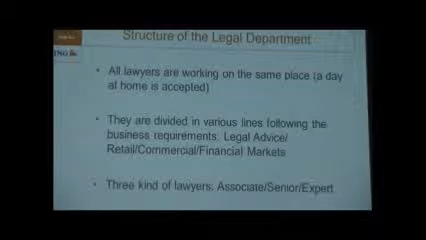 Structure of the Legal Department
ING
• All lawyers are working on the same place (a day
at home is accepted)
• They are divided in various lines following the
business requirements: Legal Advice/
Retail/Commercial/Financial Markets
• Three kind of lawyers: Associate/Senior/Expert